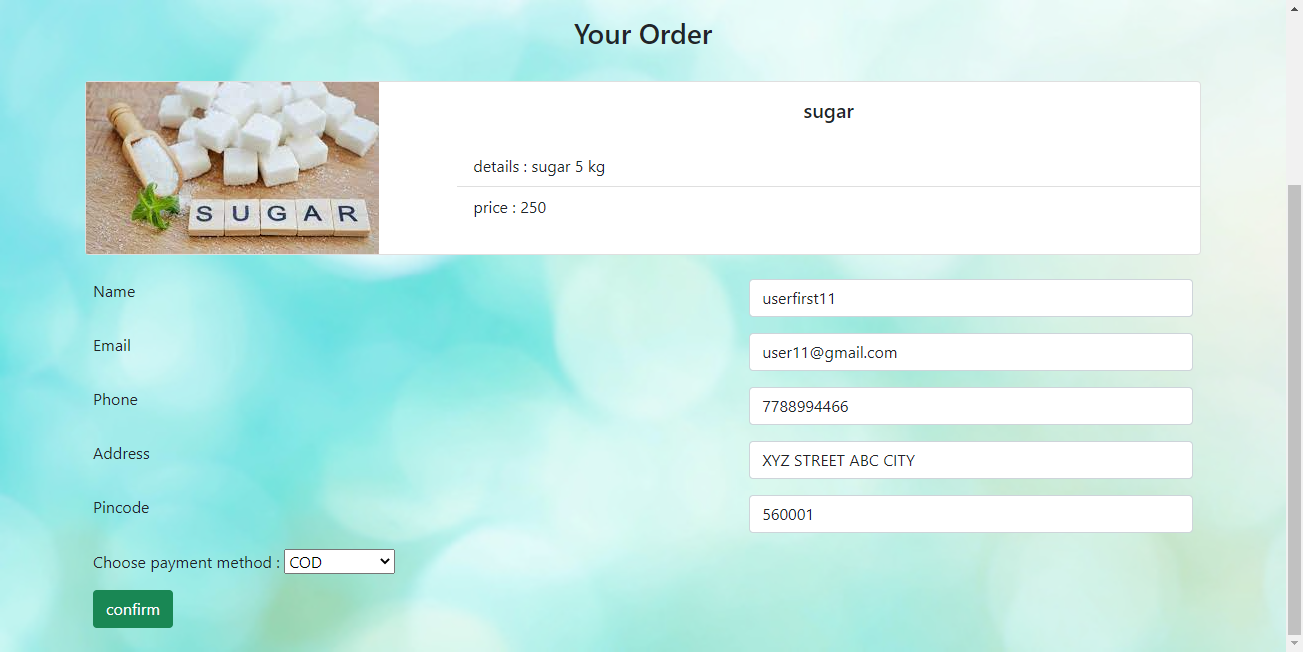 Your Order
SUGAR
sugar
details : sugar 5 kg
price : 250
Name
userfirst11
Email
user11@gmail.com
Phone
7788994466
Address
XYZ STREET ABC CITY
Pincode
560001
Choose payment method : COD
confirm